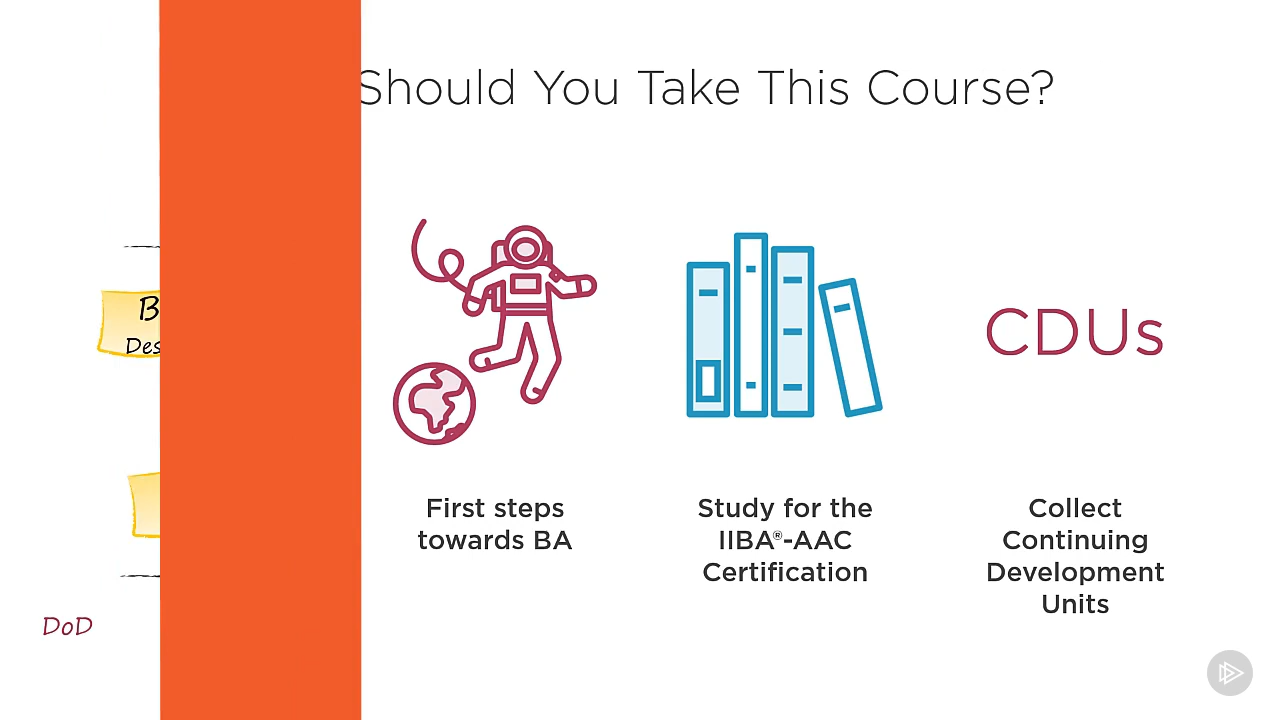 Should You Take This Course?
B
Des
DoD
CDUs
First steps
towards BA
Study for the
IIBA®-AAC
Certification
Collect
Continuing
Development
Units